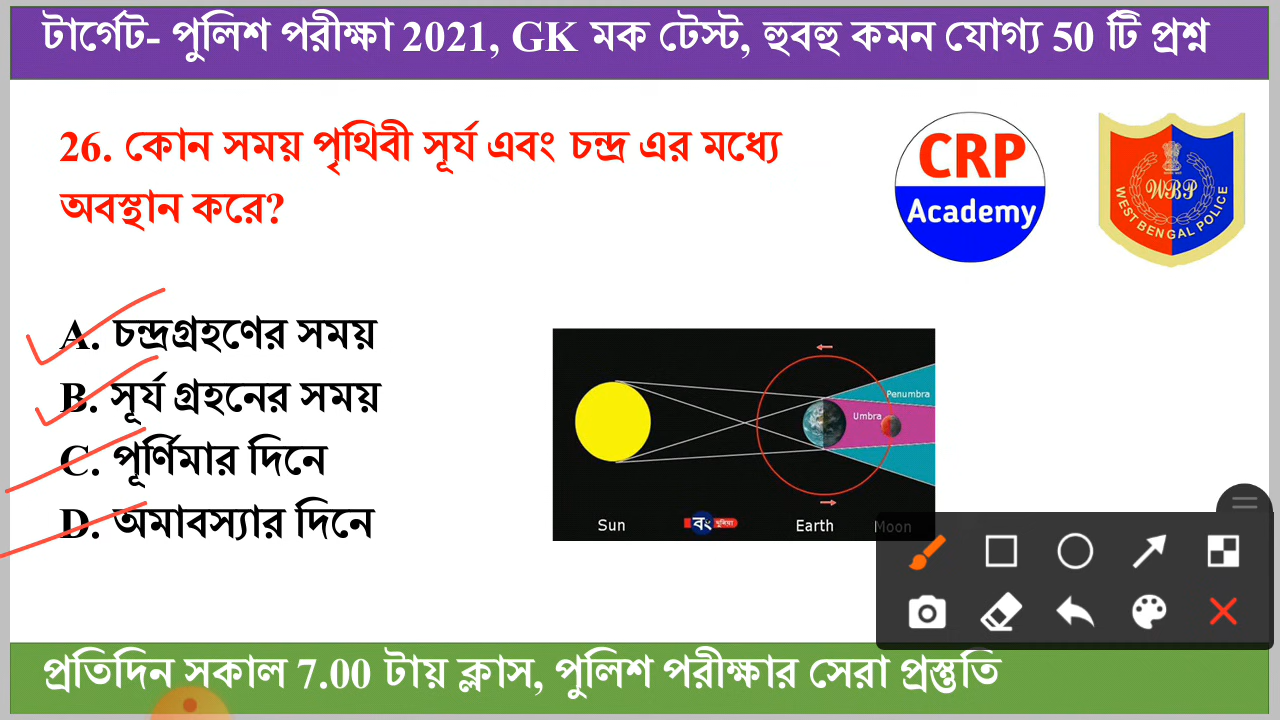 টার্গেট- পুলিশ পরীক্ষা 2021, GK মক টেস্ট, হুবহু কমন যোগ্য 50 টি প্রশ্ন
26. কোন সময় পৃথিবী সূর্য এবং চন্দ্র এর মধ্যে
অবস্থান করে?
CRP
Academy
WBP
WEST BENGAL POLICE
A. চন্দ্রগ্রহণের সময়
B. সূর্য গ্রহনের সময়
C. পূর্ণিমার দিনে
D. অমাবস্যার দিনে
Penumbra
Umbra
Sun
বং
Earth
Moon
প্রতিদিন সকাল 7.00 টায় ক্লাস, পুলিশ পরীক্ষার সেরা প্রস্তুতি